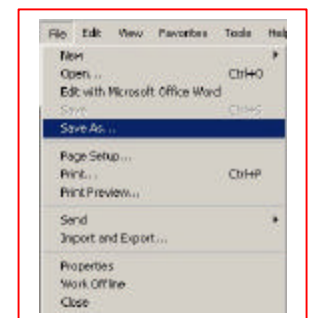 File Edit View Favorites Tools Help
New
Open... Ctrl+O
Edit with Microsoft Office Word
Save Ctrl+S
Save As...
Page Setup...
Print... Ctrl+P
Print Preview...
Send
Import and Export...
Properties
Work Offline
Close